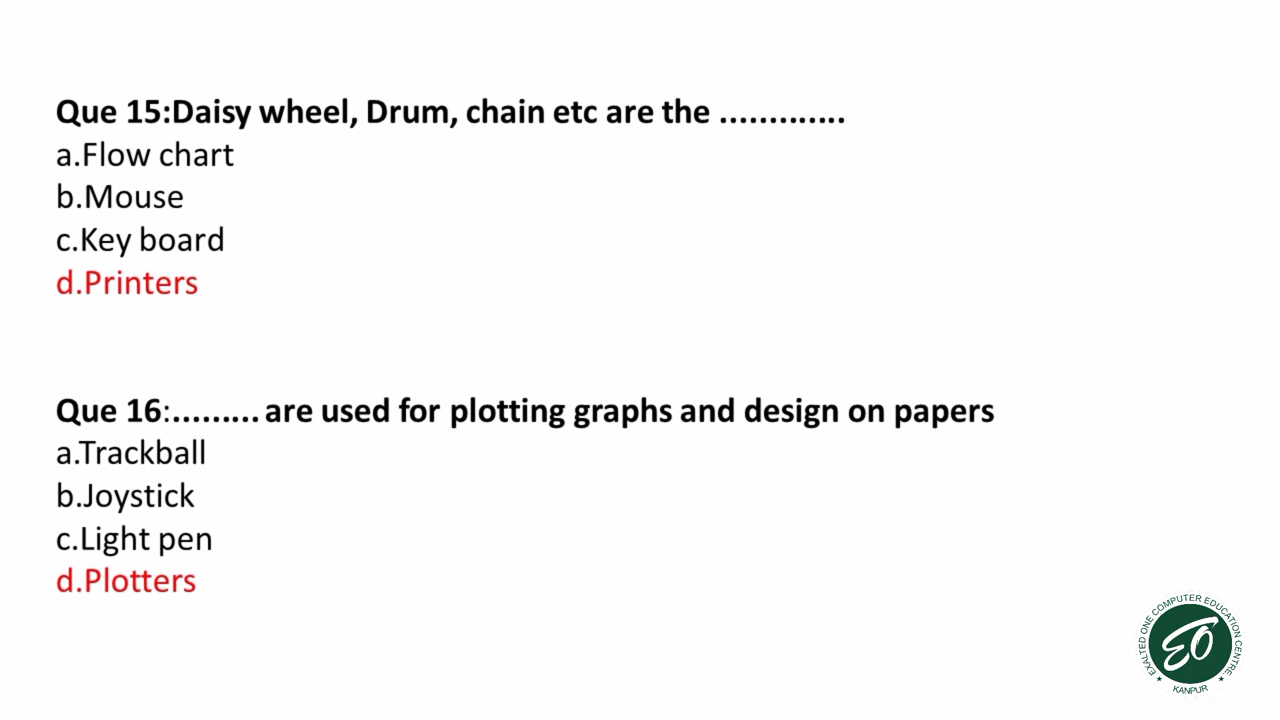 Que 15:Daisy wheel, Drum, chain etc are the .............
a.Flow chart
b.Mouse
c.Key board
d.Printers
Que 16:......... are used for plotting graphs and design on papers
a.Trackball
b.Joystick
c.Light pen
d.Plotters
EXALTED ONE COMPUTER EDUCATION CENTRE
EO
KANPUR